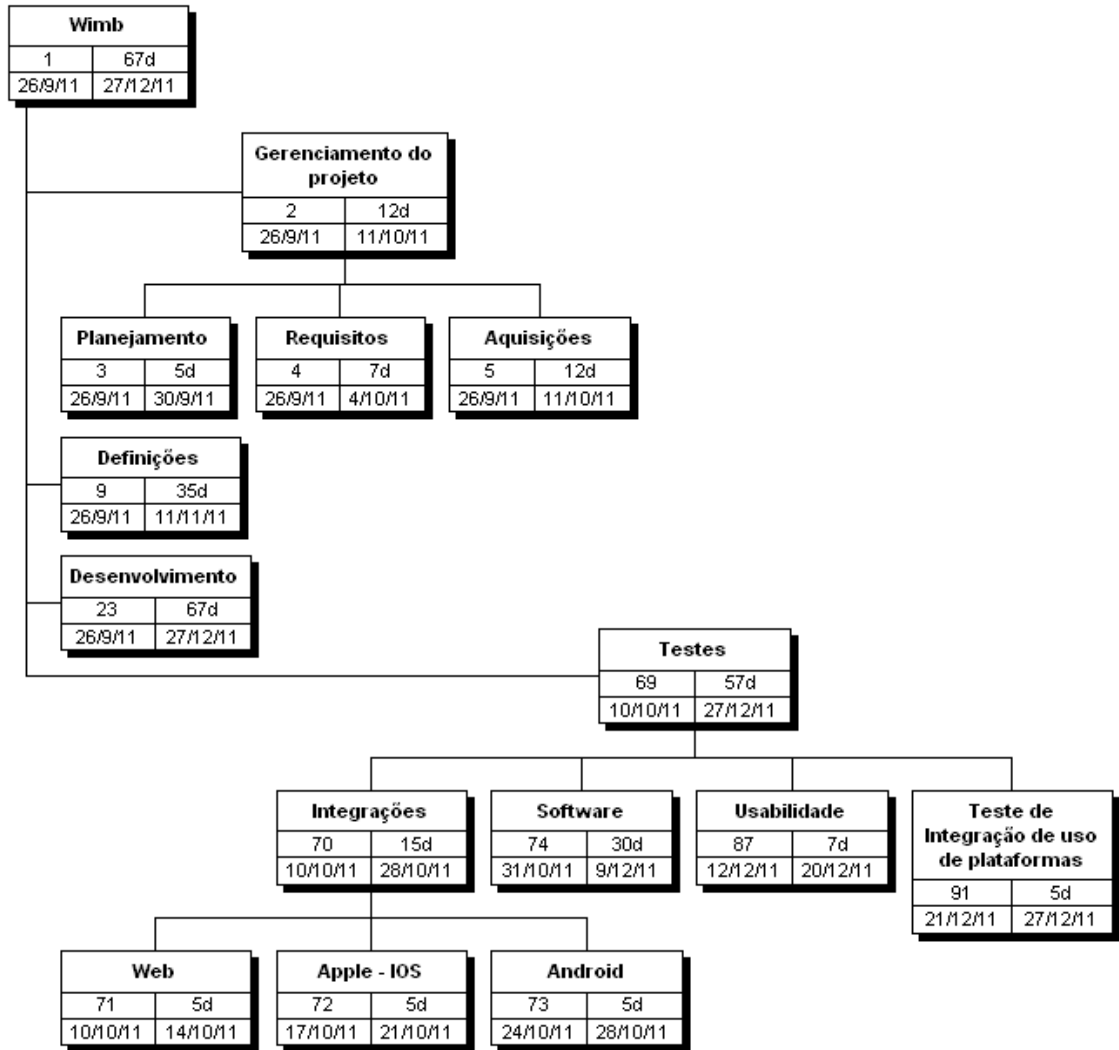 Wimb
1 67d
26/9/11 27/12/11
Gerenciamento do
projeto
2 12d
26/9/11 11/10/11
Planejamento
3 5d
26/9/11 30/9/11
Requisitos
4 7d
26/9/11 4/10/11
Aquisições
5 12d
26/9/11 11/10/11
Definições
9 35d
26/9/11 11/11/11
Desenvolvimento
23 67d
26/9/11 27/12/11
Testes
69 57d
10/10/11 27/12/11
Integrações
70 15d
10/10/11 28/10/11
Software
74 30d
31/10/11 9/12/11
Usabilidade
87 7d
12/12/11 20/12/11
Teste de
Integração de uso
de plataformas
91 5d
21/12/11 27/12/11
Web
71 5d
10/10/11 14/10/11
Apple - IOS
72 5d
17/10/11 21/10/11
Android
73 5d
24/10/11 28/10/11